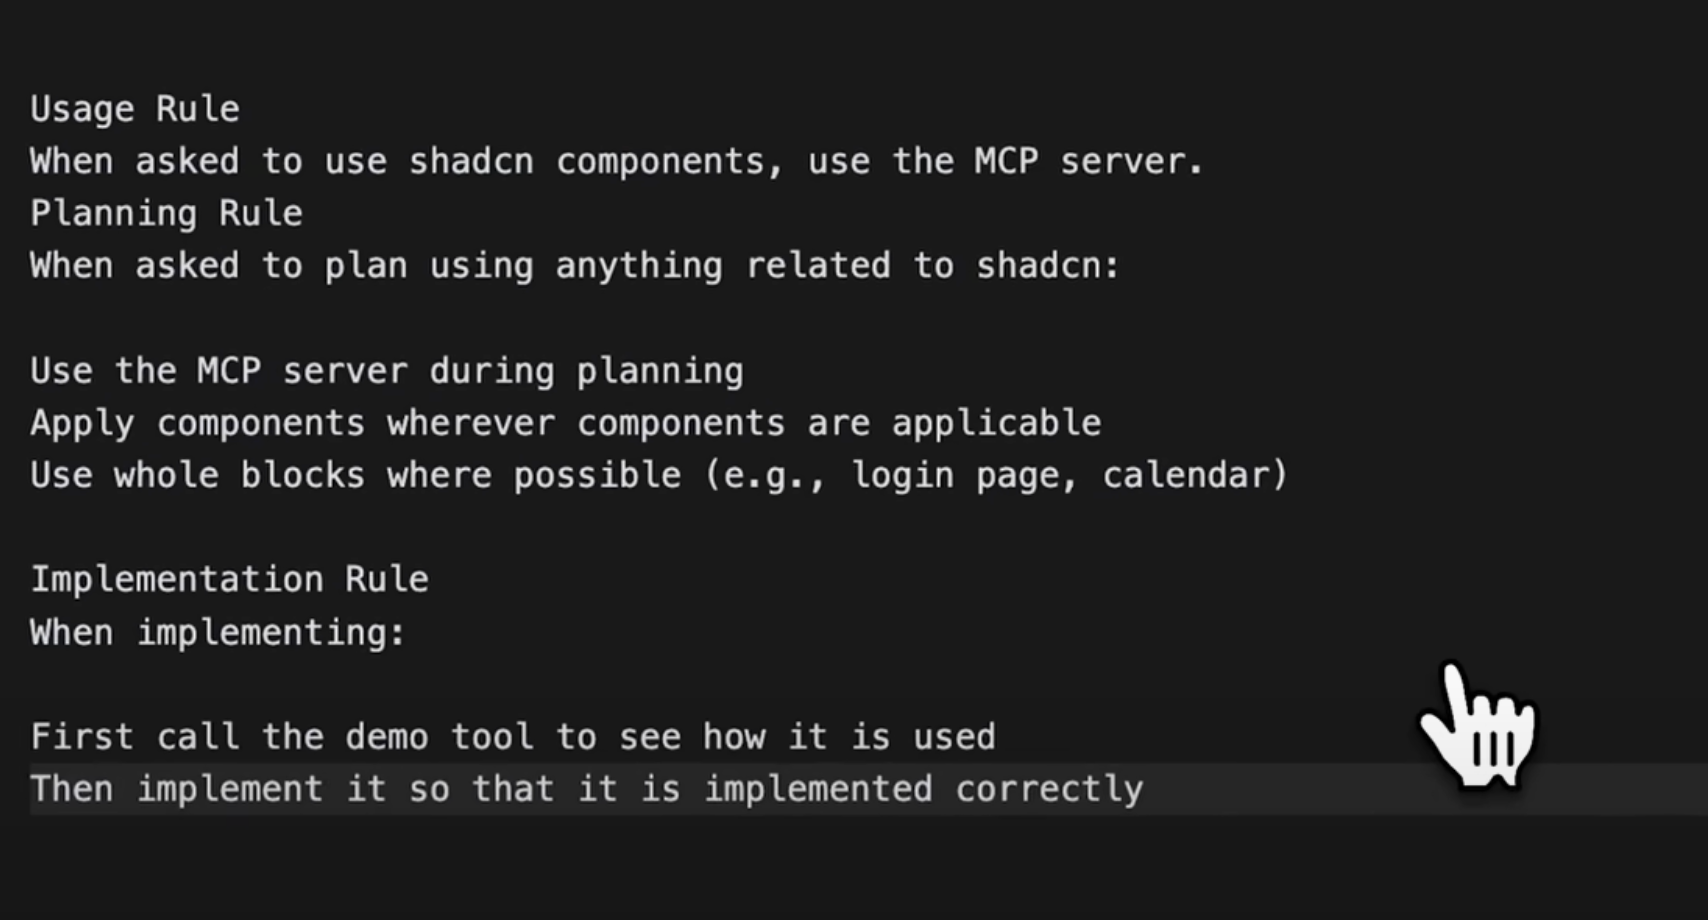 Usage Rule
When asked to use shadcn components, use the MCP server.
Planning Rule
When asked to plan using anything related to shadcn:
Use the MCP server during planning
Apply components wherever components are applicable
Use whole blocks where possible (e.g., login page, calendar)
Implementation Rule
When implementing:
First call the demo tool to see how it is used
Then implement it so that it is implemented correctly